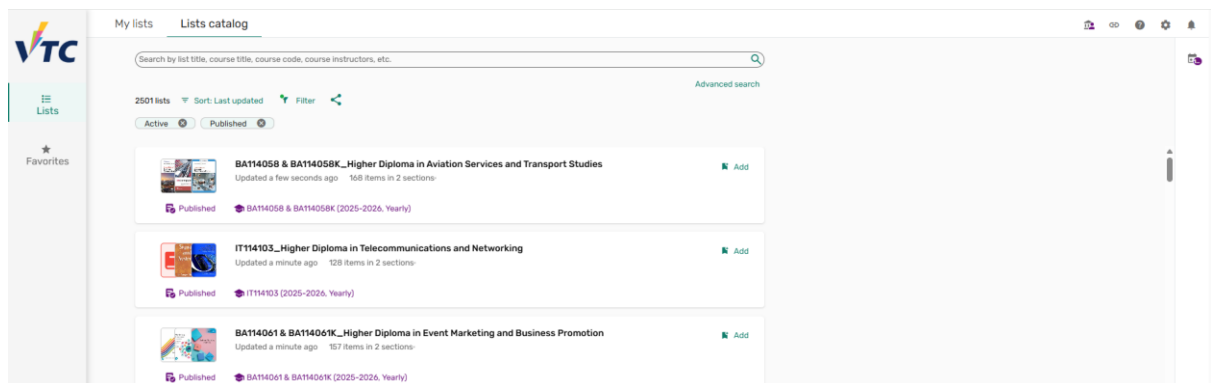 VTC
My lists Lists catalog
Search by list title, course title, course code, course instructors, etc.
Advanced search
2501 lists Sort: Last updated Filter
Active Published
Lists
Favorites
BA114058 & BA114058K_Higher Diploma in Aviation Services and Transport Studies
Add
Updated a few seconds ago 168 items in 2 sections·
Published BA114058 & BA114058K (2025-2026, Yearly)
IT114103_Higher Diploma in Telecommunications and Networking
Add
Updated a minute ago 128 items in 2 sections·
Published IT114103 (2025-2026, Yearly)
BA114061 & BA114061K_Higher Diploma in Event Marketing and Business Promotion
Add
Updated a minute ago 157 items in 2 sections·
Published BA114061 & BA114061K (2025-2026, Yearly)